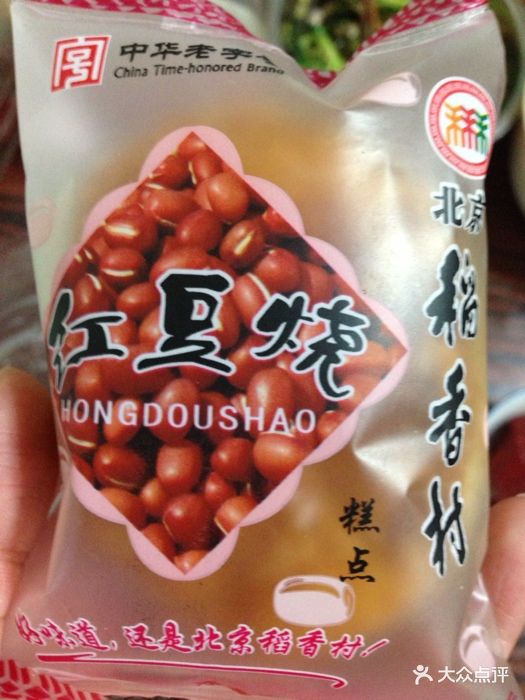 中华老字
China Time-honored Brand
北京
稻香村
红豆烧
HONGDOUSHAO
糕点
好味道,还是北京稻香村!
大众点评